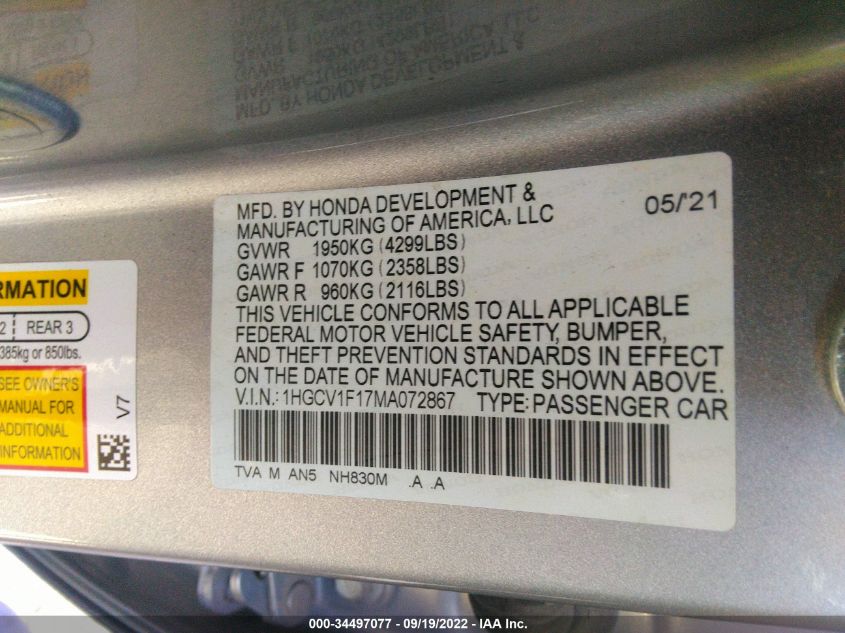 MFD. BY HONDA DEVELOPMENT &
MANUFACTURING OF AMERICA, LLC
05/'21
GVWR 1950KG (4299LBS)
GAWR F 1070KG (2358LBS)
GAWR R 960KG (2116LBS)
THIS VEHICLE CONFORMS TO ALL APPLICABLE
FEDERAL MOTOR VEHICLE SAFETY, BUMPER,
AND THEFT PREVENTION STANDARDS IN EFFECT
ON THE DATE OF MANUFACTURE SHOWN ABOVE.
V.I.N.: 1HGCV1F17MA072867 TYPE: PASSENGER CAR
TVA M AN5 NH830M .A .A
RMATION
2 REAR 3
385kg or 850lbs.
SEE OWNER'S
MANUAL FOR
ADDITIONAL
INFORMATION
V7
000-34497077 - 09/19/2022 - IAA Inc.